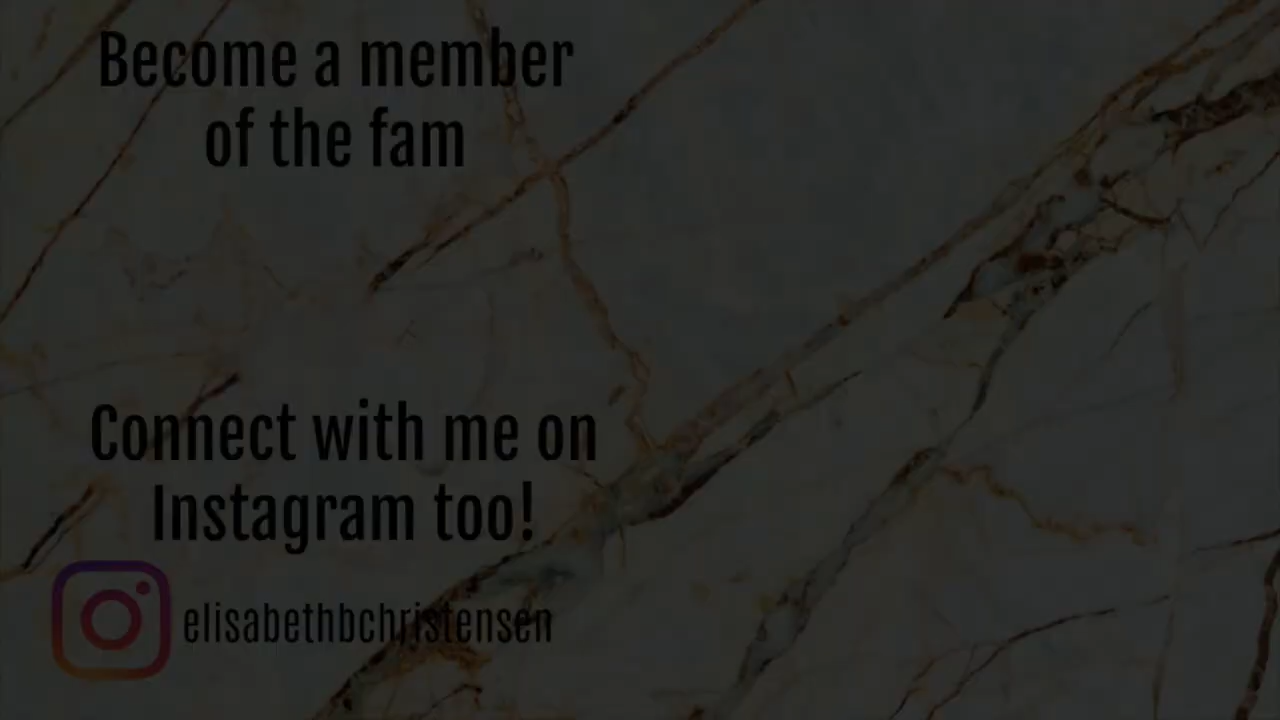 Become a member
of the fam
Connect with me on
Instagram too!
elisabethbchristensen